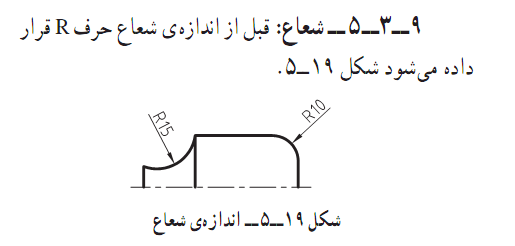 ۹ــ۳ــ۵ــ شعاع: قبل از اندازه‌ی شعاع حرف R قرار
داده می‌شود شکل ۱۹ــ۵.
R15
R10
شکل ۱۹ــ۵ــ اندازه‌ی شعاع